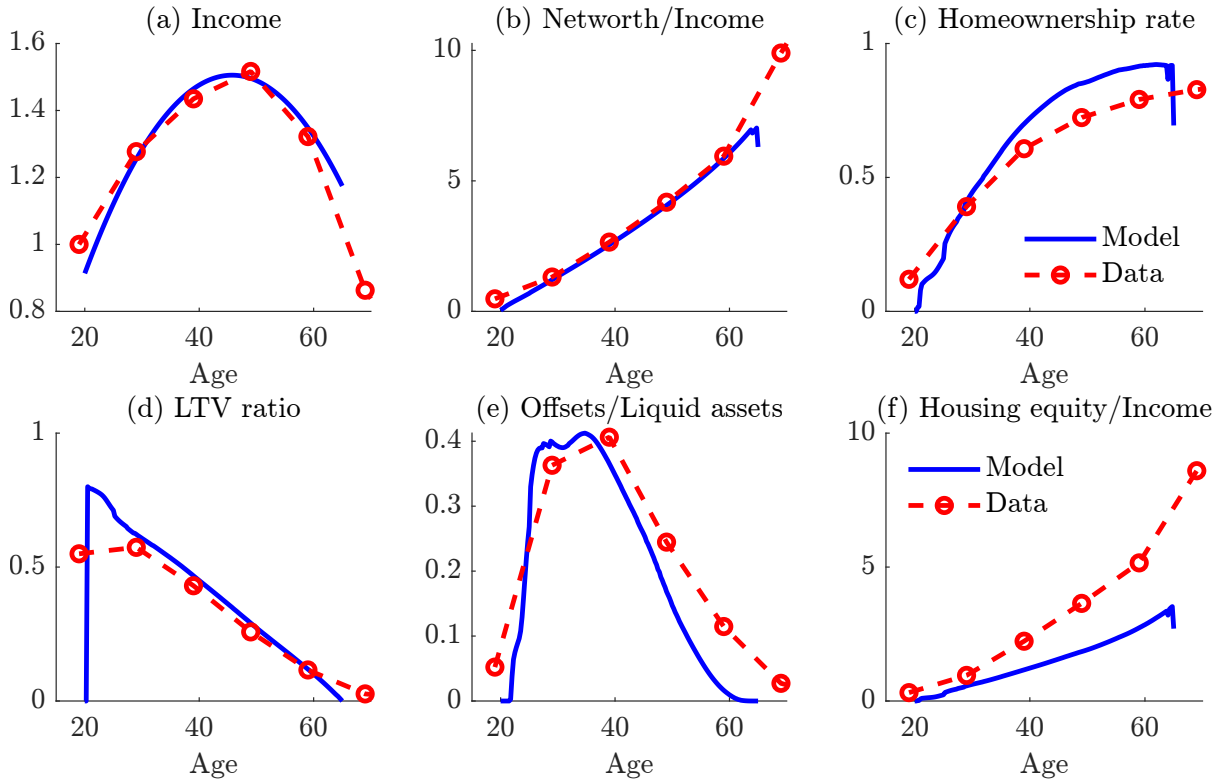 (a) Income
1.6
1.4
1.2
1
0.8
20
40
60
Age
(b) Networth/Income
10
5
0
20
40
60
Age
(c) Homeownership rate
1
0.5
0
Model
Data
20
40
60
Age
(d) LTV ratio
1
0.5
0
20
40
60
Age
(e) Offsets/Liquid assets
0.4
0.3
0.2
0.1
0
20
40
60
Age
(f) Housing equity/Income
10
5
0
Model
Data
20
40
60
Age